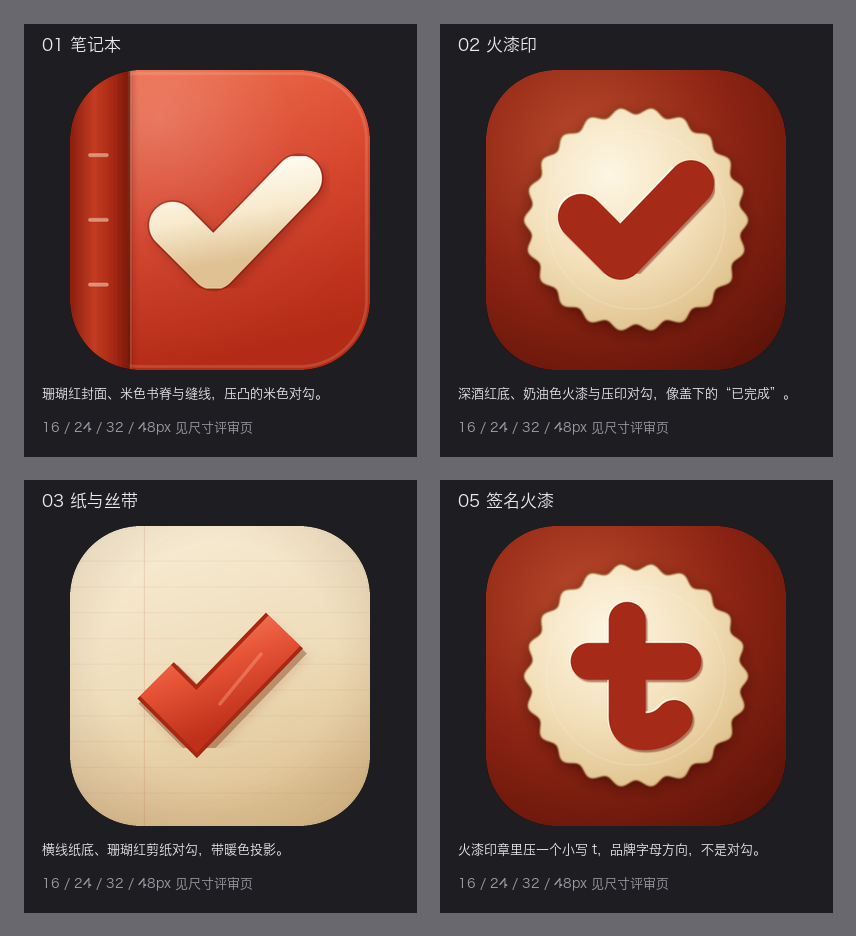 01 笔记本
02 火漆印
珊瑚红封面、米色书脊与缝线，压凸的米色对勾。
深酒红底、奶油色火漆与压印对勾，像盖下的“已完成”。
16 / 24 / 32 / 48px 见尺寸评审页
16 / 24 / 32 / 48px 见尺寸评审页
03 纸与丝带
05 签名火漆
t
横线纸底、珊瑚红剪纸对勾，带暖色投影。
火漆印章里压一个小写 t，品牌字母方向，不是对勾。
16 / 24 / 32 / 48px 见尺寸评审页
16 / 24 / 32 / 48px 见尺寸评审页